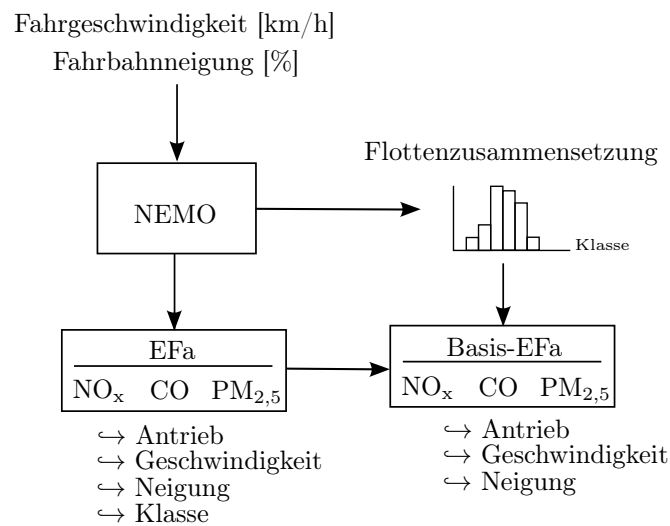 Fahrgeschwindigkeit [km/h]
Fahrbahnneigung [%]
NEMO
Flottenzusammensetzung
Klasse
EFa
NOₓ CO PM₂,₅
↪ Antrieb
↪ Geschwindigkeit
↪ Neigung
↪ Klasse
Basis-EFa
NOₓ CO PM₂,₅
↪ Antrieb
↪ Geschwindigkeit
↪ Neigung